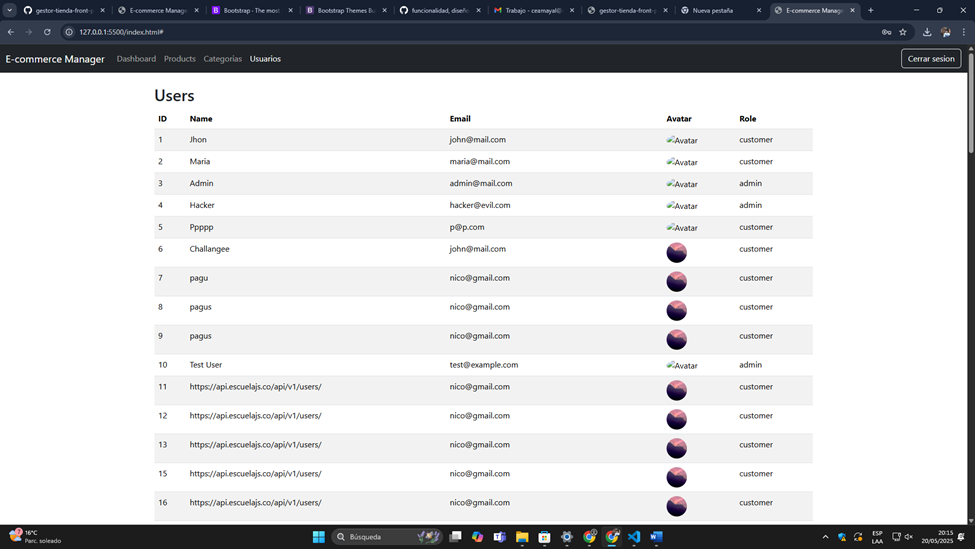 gestor-tienda-front-p
E-commerce Manage
Bootstrap - The most
Bootstrap Themes Bu
funcionalidad, diseñe
Trabajo - ceamayal@
gestor-tienda-front-p
Nueva pestaña
E-commerce Manage
127.0.0.1:5500/index.html#
E-commerce Manager
Dashboard
Products
Categorias
Usuarios
Cerrar sesion
Users
ID Name Email Avatar Role
1 Jhon john@mail.com Avatar customer
2 Maria maria@mail.com Avatar customer
3 Admin admin@mail.com Avatar admin
4 Hacker hacker@evil.com Avatar admin
5 Ppppp p@p.com Avatar customer
6 Challangee john@mail.com customer
7 pagu nico@gmail.com customer
8 pagus nico@gmail.com customer
9 pagus nico@gmail.com customer
10 Test User test@example.com Avatar admin
11 https://api.escuelajs.co/api/v1/users/ nico@gmail.com customer
12 https://api.escuelajs.co/api/v1/users/ nico@gmail.com customer
13 https://api.escuelajs.co/api/v1/users/ nico@gmail.com customer
15 https://api.escuelajs.co/api/v1/users/ nico@gmail.com customer
16 https://api.escuelajs.co/api/v1/users/ nico@gmail.com customer
16°C
Parc. soleado
Búsqueda
ESP
LAA
20:15
20/05/2025